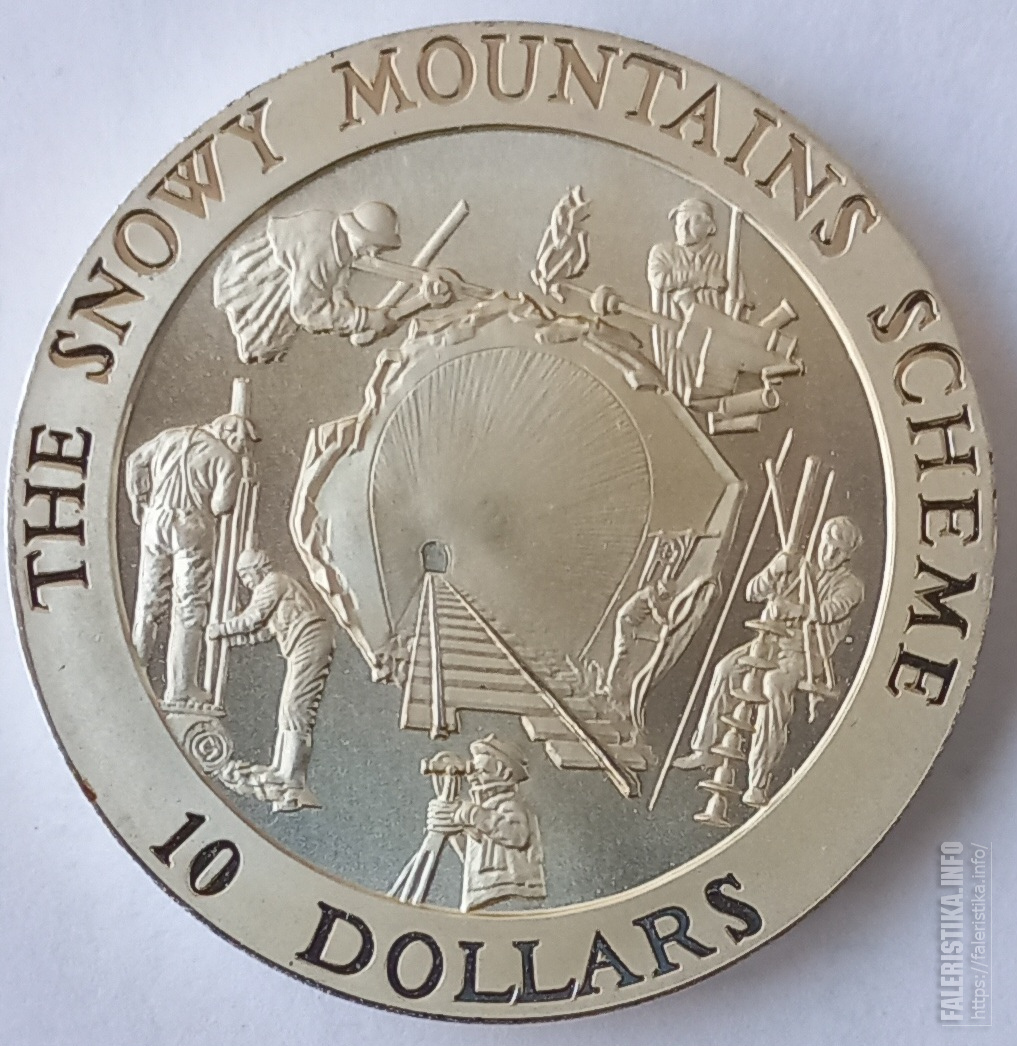 THE SNOWY MOUNTAINS SCHEME
10 DOLLARS
FALERISTIKA.INFO
https://faleristika.info/